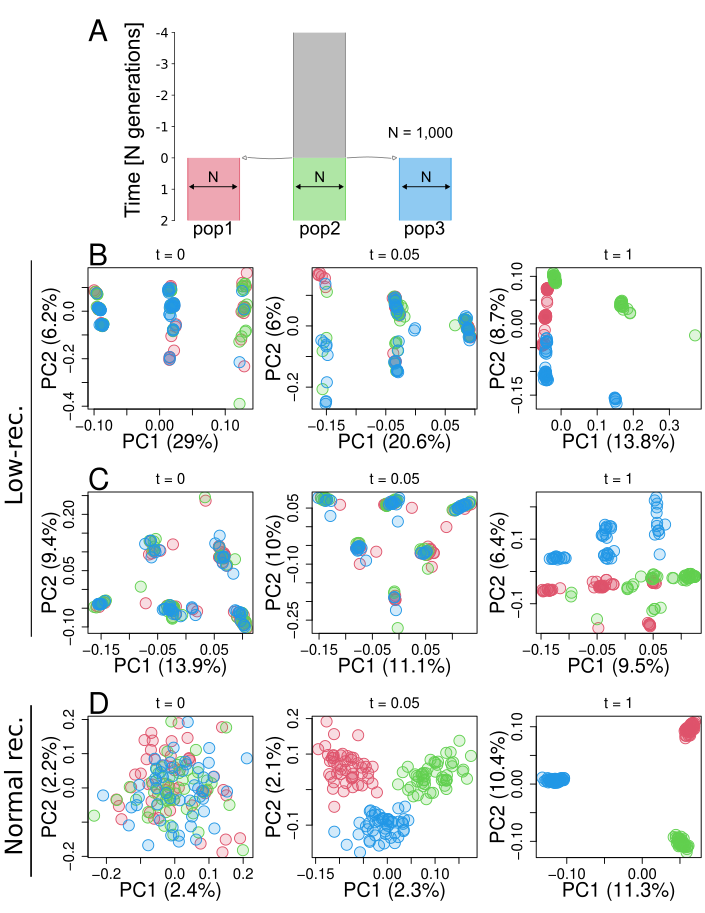 A
Time [N generations]
-4
-3
-2
-1
0
1
2
N = 1,000
N
N
N
pop1
pop2
pop3
Low-rec.
B
t = 0
t = 0.05
t = 1
PC2 (6.2%)
0.0
−0.2
−0.4
−0.10
0.00
0.10
PC1 (29%)
PC2 (6%)
0.0
−0.2
−0.15
−0.05
0.05
PC1 (20.6%)
PC2 (8.7%)
0.10
0.00
−0.15
0.0
0.1
0.2
0.3
PC1 (13.8%)
C
t = 0
t = 0.05
t = 1
PC2 (9.4%)
0.20
0.05
−0.10
−0.15
−0.05
0.05
PC1 (13.9%)
PC2 (10%)
0.05
−0.10
−0.25
−0.15
−0.05
0.05
PC1 (11.1%)
PC2 (6.4%)
0.1
−0.1
−0.15
−0.05
0.05
PC1 (9.5%)
Normal rec.
D
t = 0
t = 0.05
t = 1
PC2 (2.2%)
0.2
0.1
0.0
−0.2
−0.2
0.0
0.1
0.2
PC1 (2.4%)
PC2 (2.1%)
0.2
0.1
−0.1
−0.15
0.00
0.10
PC1 (2.3%)
PC2 (10.4%)
0.10
0.00
−0.10
−0.10
0.00
PC1 (11.3%)